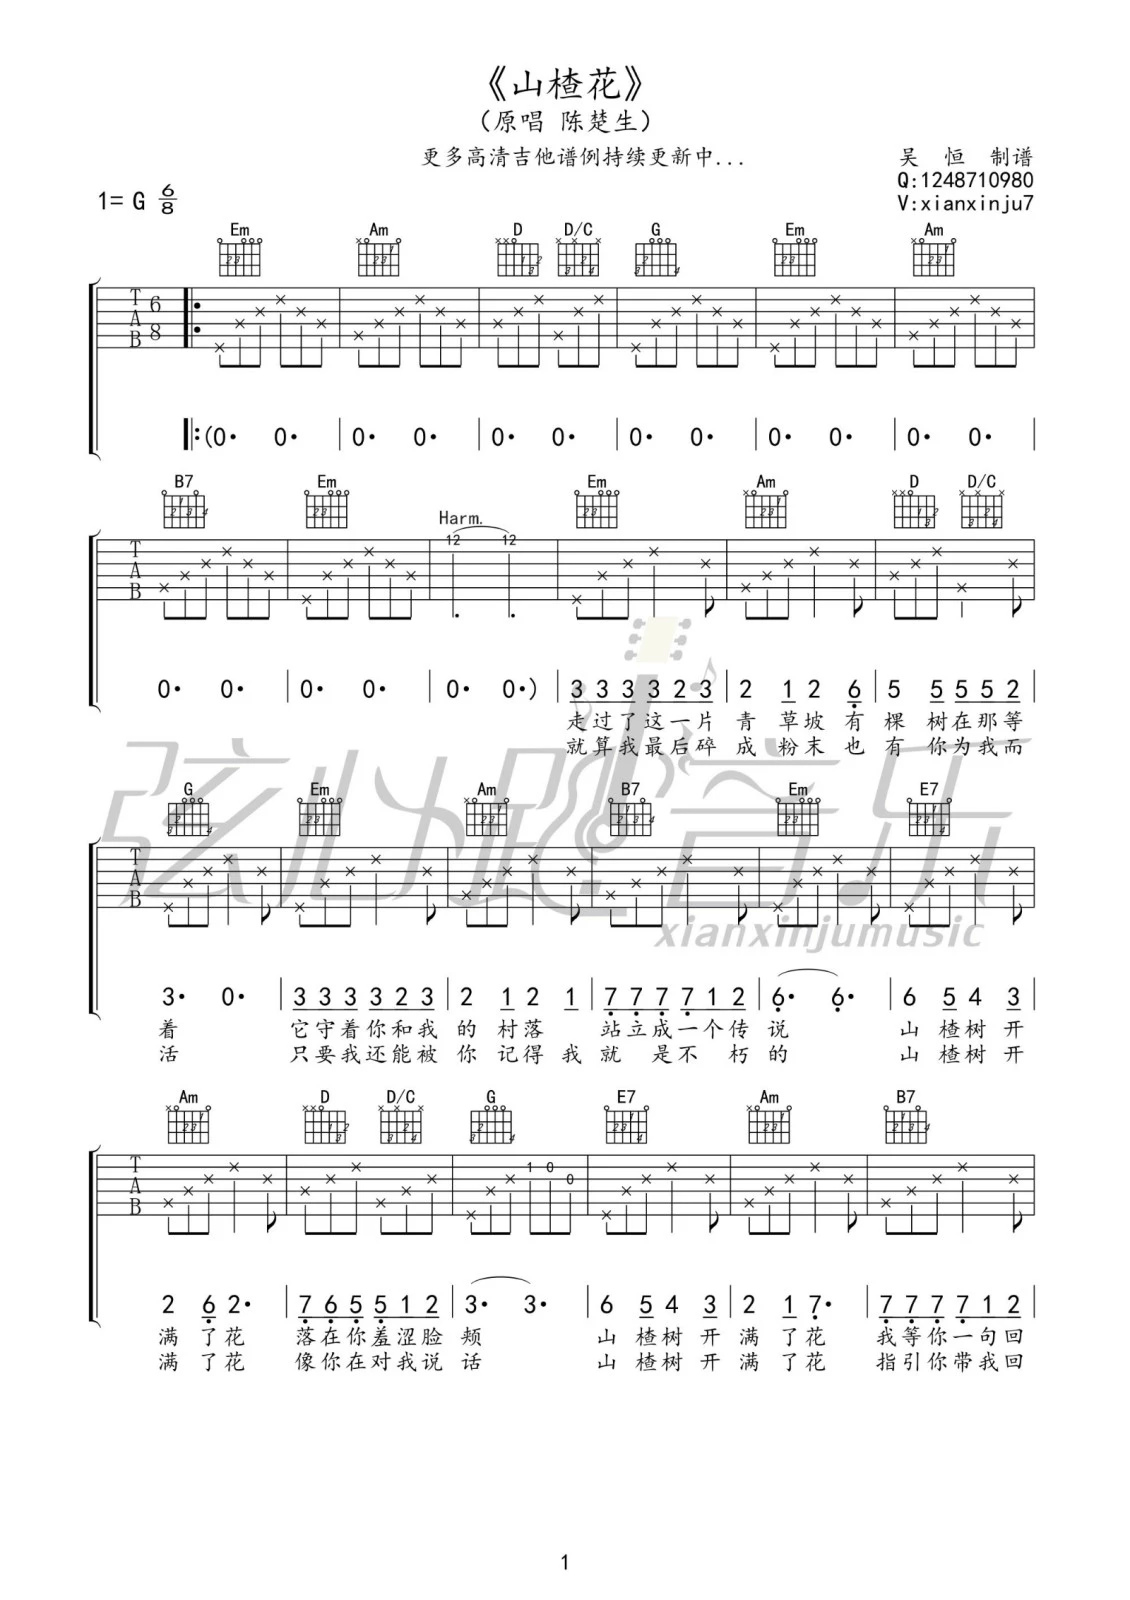 《山楂花》
（原唱 陈楚生）
更多高清吉他谱例持续更新中...
吴 恒 制谱
Q:1248710980
V:xianxinju7
1= G 6/8
Em Am D D/C G Em Am
T A B 6 8
(0· 0· 0· 0· 0· 0· 0· 0· 0· 0· 0· 0·
B7 Em Em Am D D/C
Harm.
12 12
T A B
0· 0· 0· 0· 0· 0·) 3 3 3 3 2 3 2 1 2 6 5 5 5 5 2
走过了这一片 青 草坡 有 棵 树在那等
就算我最后碎 成 粉末 也 有 你为我而
弦心距音乐
xianxinjumusic
G Em Am B7 Em E7
T A B
3· 0· 3 3 3 3 2 3 2 1 2 1 7 7 7 7 1 2 6· 6· 6 5 4 3
着 它守着你和我 的 村落 站立成一个传 说 山 楂树 开
活 只要我还能被 你 记得 我 就 是不 朽的 山 楂树 开
Am D D/C G E7 Am B7
T A B
1 0 0
2 6 2· 7 6 5 5 1 2 3· 3· 6 5 4 3 2 1 7· 7 7 7 7 1 2
满 了花 落在你羞涩脸 颊 山 楂树 开 满 了花 我等你一句回
满 了花 像你在对我说 话 山 楂树 开 满 了花 指引你带我回
1